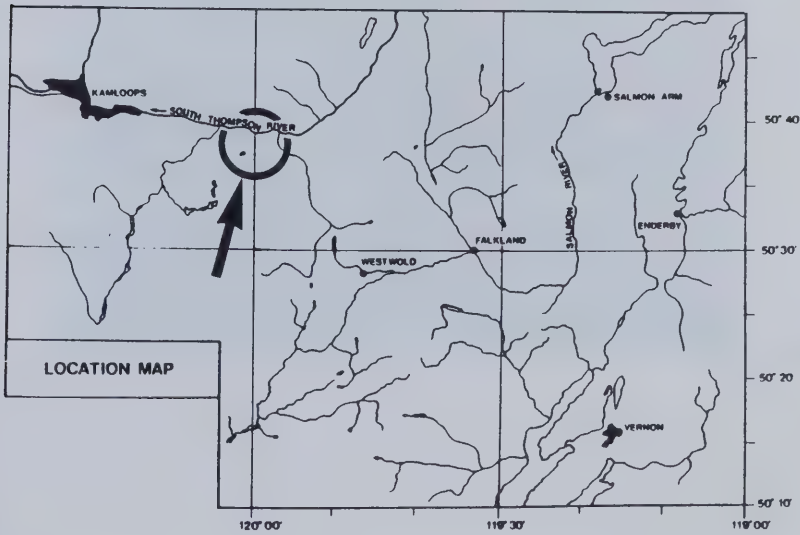 KAMLOOPS
SOUTH THOMPSON RIVER
SALMON ARM
50° 40'
SALMON RIVER
ENDERBY
FALKLAND
50° 30'
WESTWOLD
LOCATION MAP
50° 20'
VERNON
50° 10'
120° 00'
119° 30'
119° 00'